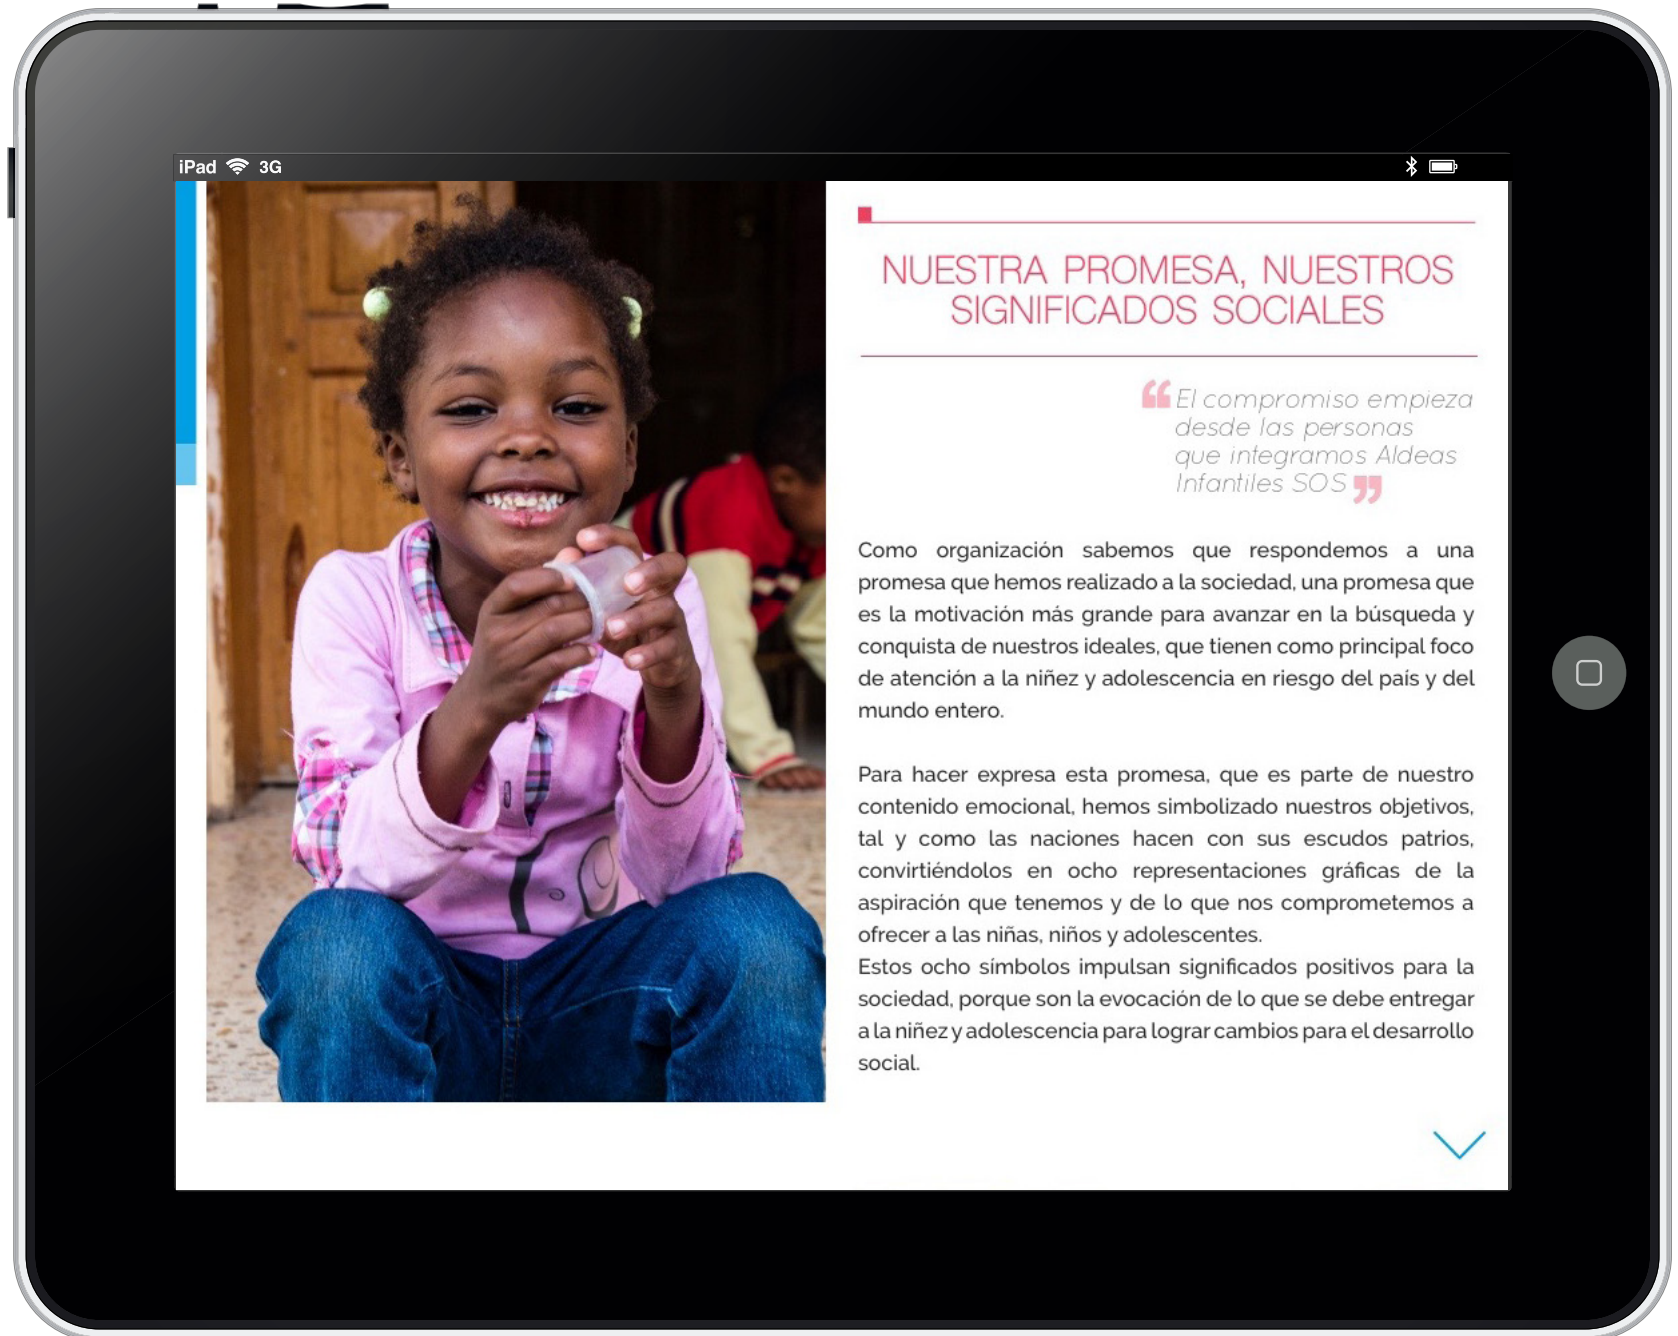 iPad 3G
NUESTRA PROMESA, NUESTROS
SIGNIFICADOS SOCIALES
“El compromiso empieza
desde las personas
que integramos Aldeas
Infantiles SOS”
Como organización sabemos que respondemos a una
promesa que hemos realizado a la sociedad, una promesa que
es la motivación más grande para avanzar en la búsqueda y
conquista de nuestros ideales, que tienen como principal foco
de atención a la niñez y adolescencia en riesgo del país y del
mundo entero.
Para hacer expresa esta promesa, que es parte de nuestro
contenido emocional, hemos simbolizado nuestros objetivos,
tal y como las naciones hacen con sus escudos patrios,
convirtiéndolos en ocho representaciones gráficas de la
aspiración que tenemos y de lo que nos comprometemos a
ofrecer a las niñas, niños y adolescentes.
Estos ocho símbolos impulsan significados positivos para la
sociedad, porque son la evocación de lo que se debe entregar
a la niñez y adolescencia para lograr cambios para el desarrollo
social.